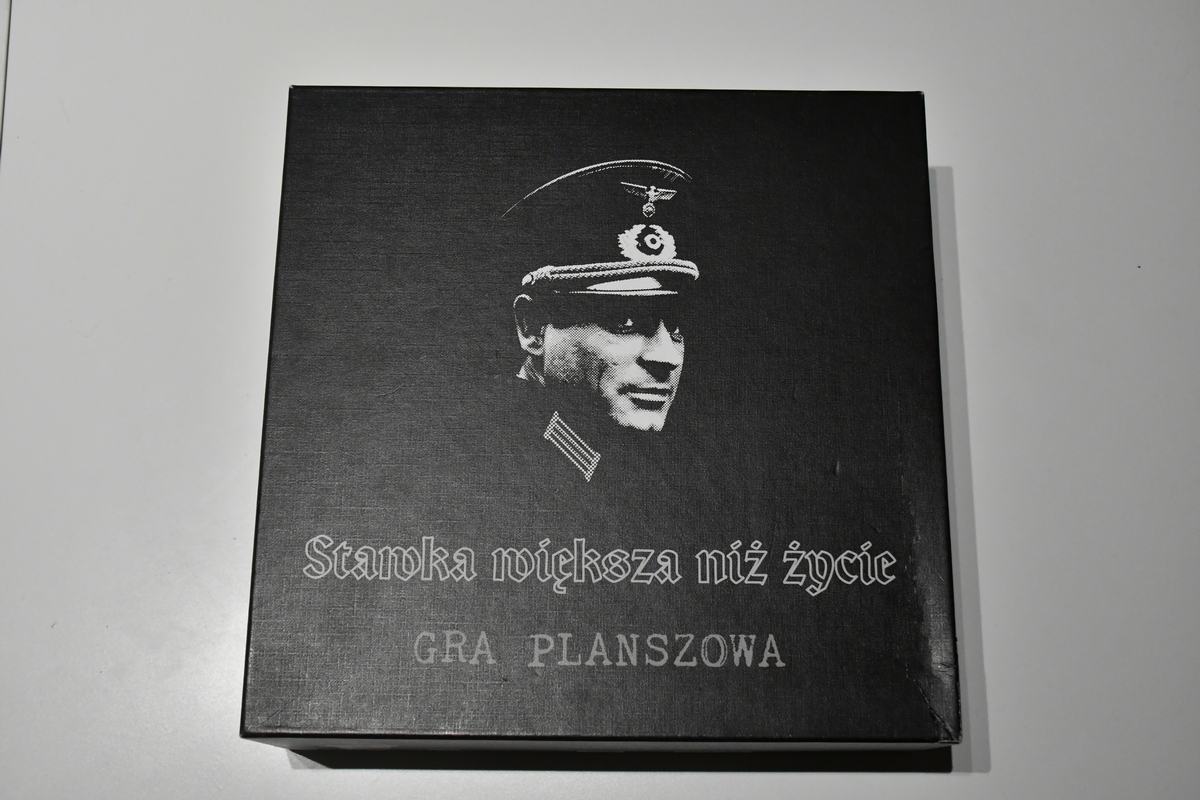 Stawka większa niż życie
GRA PLANSZOWA